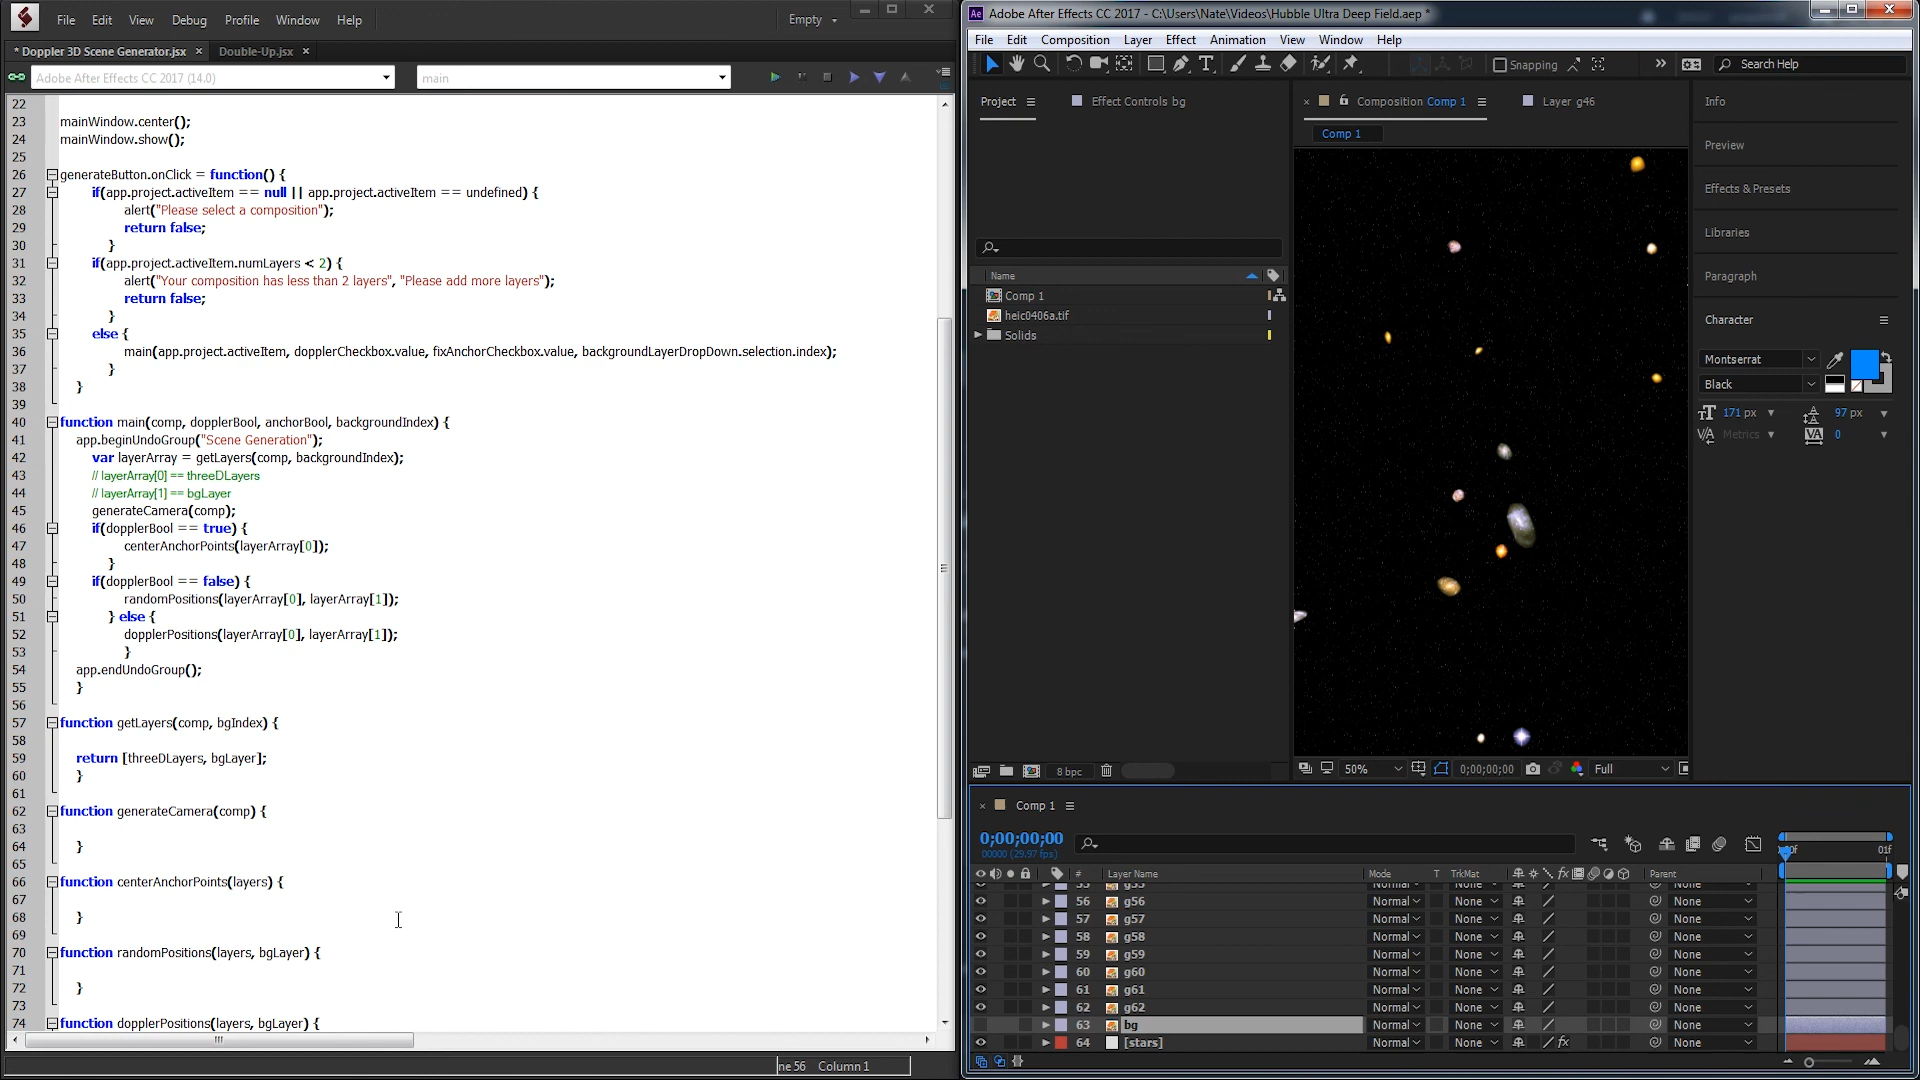 File Edit View Debug Profile Window Help
Empty
* Doppler 3D Scene Generator.jsx × Double-Up.jsx ×
Adobe After Effects CC 2017 (14.0) main
22
23 mainWindow.center();
24 mainWindow.show();
25
26 generateButton.onClick = function() {
27 if(app.project.activeItem == null || app.project.activeItem == undefined) {
28 alert("Please select a composition");
29 return false;
30 }
31 if(app.project.activeItem.numLayers < 2) {
32 alert("Your composition has less than 2 layers", "Please add more layers");
33 return false;
34 }
35 else {
36 main(app.project.activeItem, dopplerCheckbox.value, fixAnchorCheckbox.value, backgroundLayerDropDown.selection.index);
37 }
38 }
39
40 function main(comp, dopplerBool, anchorBool, backgroundIndex) {
41 app.beginUndoGroup("Scene Generation");
42 var layerArray = getLayers(comp, backgroundIndex);
43 // layerArray[0] == threeDLayers
44 // layerArray[1] == bgLayer
45 generateCamera(comp);
46 if(dopplerBool == true) {
47 centerAnchorPoints(layerArray[0]);
48 }
49 if(dopplerBool == false) {
50 randomPositions(layerArray[0], layerArray[1]);
51 } else {
52 dopplerPositions(layerArray[0], layerArray[1]);
53 }
54 app.endUndoGroup();
55 }
56
57 function getLayers(comp, bgIndex) {
58
59 return [threeDLayers, bgLayer];
60 }
61
62 function generateCamera(comp) {
63
64 }
65
66 function centerAnchorPoints(layers) {
67
68 }
69
70 function randomPositions(layers, bgLayer) {
71
72 }
73
74 function dopplerPositions(layers, bgLayer) {
ne 56 Column 1
Ae Adobe After Effects CC 2017 - C:\Users\Nate\Videos\Hubble Ultra Deep Field.aep *
File Edit Composition Layer Effect Animation View Window Help
Snapping Search Help
Project Effect Controls bg
Name
Comp 1
heic0406a.tif
Solids
8 bpc
× Composition Comp 1 Layer g46
Comp 1
50% 0;00;00;00 Full
Info
Preview
Effects & Presets
Libraries
Paragraph
Character
Montserrat
Black
171 px 97 px
Metrics 0
× Comp 1
0;00;00;00
00000 (29.97 fps)
01f
# Layer Name Mode T TrkMat Parent
55 g55 Normal None None
56 g56 Normal None None
57 g57 Normal None None
58 g58 Normal None None
59 g59 Normal None None
60 g60 Normal None None
61 g61 Normal None None
62 g62 Normal None None
63 bg Normal None None
64 [stars] Normal None None